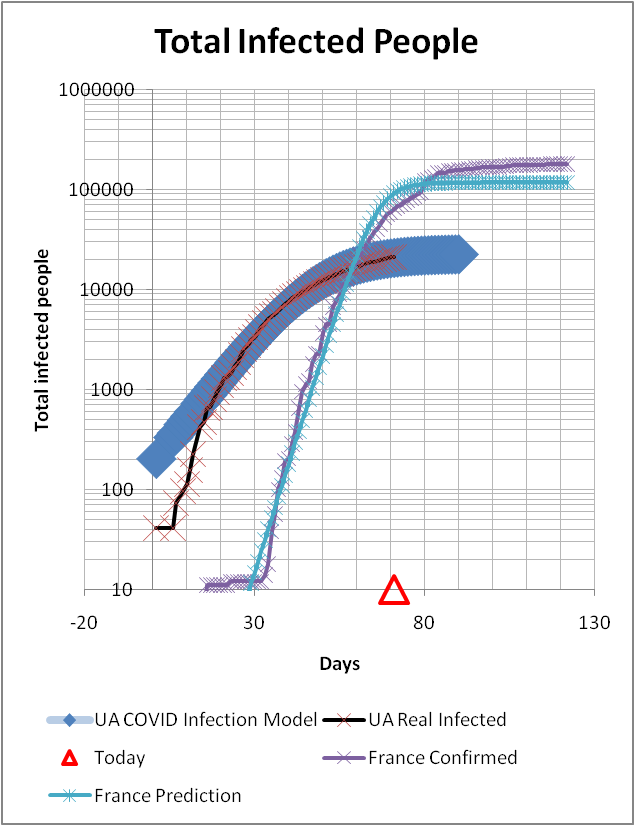 Total Infected People
1000000
100000
10000
1000
100
10
Total infected people
-20 30 80 130
Days
UA COVID Infection Model UA Real Infected
Today France Confirmed
France Prediction